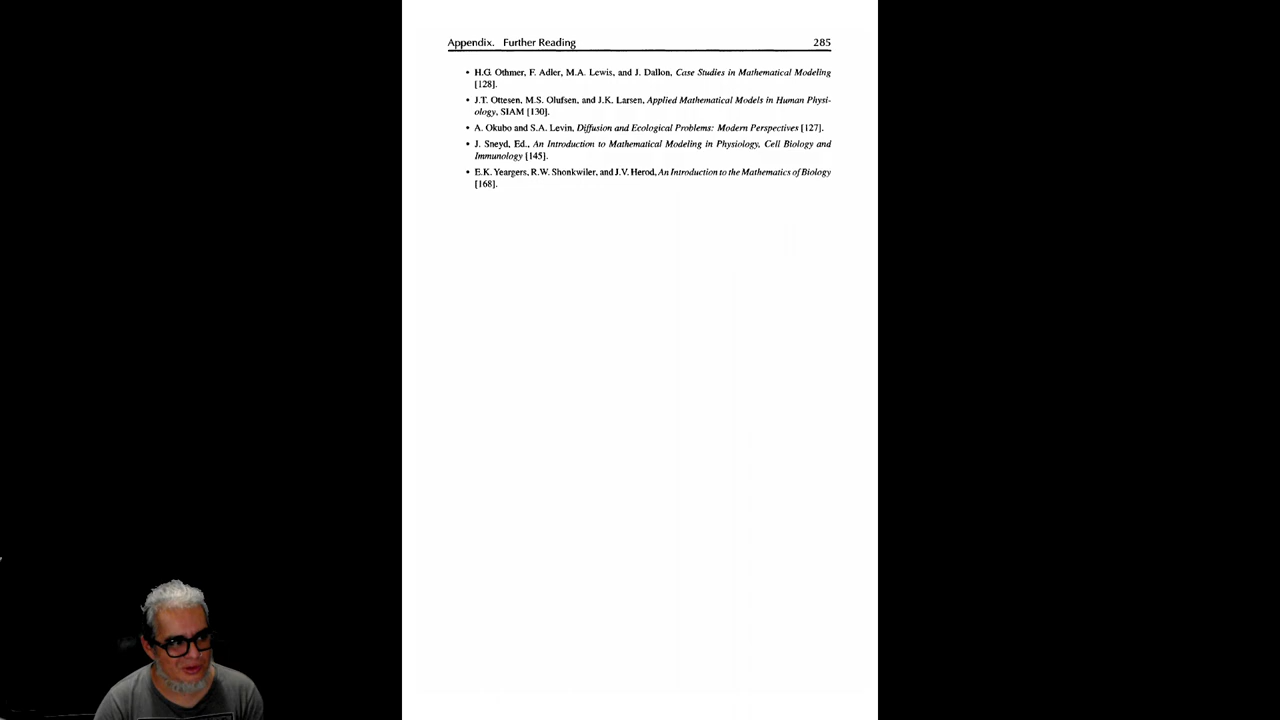 Appendix. Further Reading 285
• H.G. Othmer, F. Adler, M.A. Lewis, and J. Dallon, Case Studies in Mathematical Modeling
[128].
• J.T. Ottesen, M.S. Olufsen, and J.K. Larsen, Applied Mathematical Models in Human Physi-
ology, SIAM [130].
• A. Okubo and S.A. Levin, Diffusion and Ecological Problems: Modern Perspectives [127].
• J. Sneyd, Ed., An Introduction to Mathematical Modeling in Physiology, Cell Biology and
Immunology [145].
• E.K. Yeargers, R.W. Shonkwiler, and J.V. Herod, An Introduction to the Mathematics of Biology
[168].